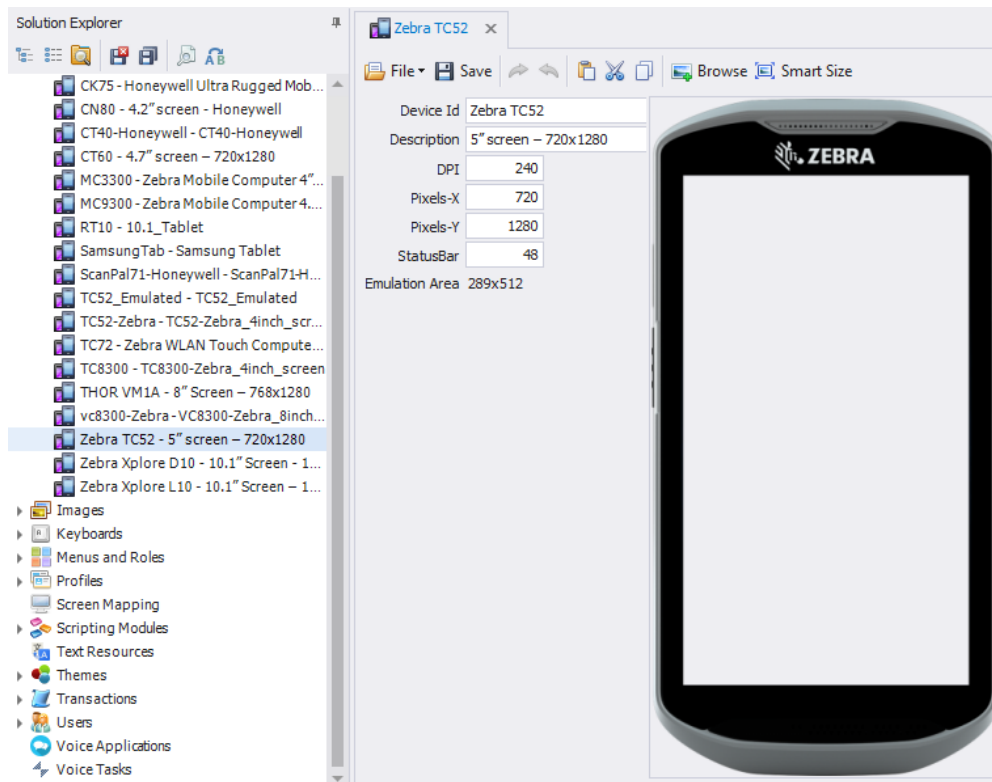 Solution Explorer
CK75 - Honeywell Ultra Rugged Mob...
CN80 - 4.2" screen - Honeywell
CT40-Honeywell - CT40-Honeywell
CT60 - 4.7" screen – 720x1280
MC3300 - Zebra Mobile Computer 4"...
MC9300 - Zebra Mobile Computer 4....
RT10 - 10.1_Tablet
SamsungTab - Samsung Tablet
ScanPal71-Honeywell - ScanPal71-H...
TC52_Emulated - TC52_Emulated
TC52-Zebra - TC52-Zebra_4inch_scr...
TC72 - Zebra WLAN Touch Compute...
TC8300 - TC8300-Zebra_4inch_screen
THOR VM1A - 8" Screen – 768x1280
vc8300-Zebra - VC8300-Zebra_8inch...
Zebra TC52 - 5" screen – 720x1280
Zebra Xplore D10 - 10.1" Screen - 1...
Zebra Xplore L10 - 10.1" Screen – 1...
Images
Keyboards
Menus and Roles
Profiles
Screen Mapping
Scripting Modules
Text Resources
Themes
Transactions
Users
Voice Applications
Voice Tasks
Zebra TC52
File Save Browse Smart Size
Device Id Zebra TC52
Description 5" screen – 720x1280
DPI 240
Pixels-X 720
Pixels-Y 1280
StatusBar 48
Emulation Area 289x512
ZEBRA